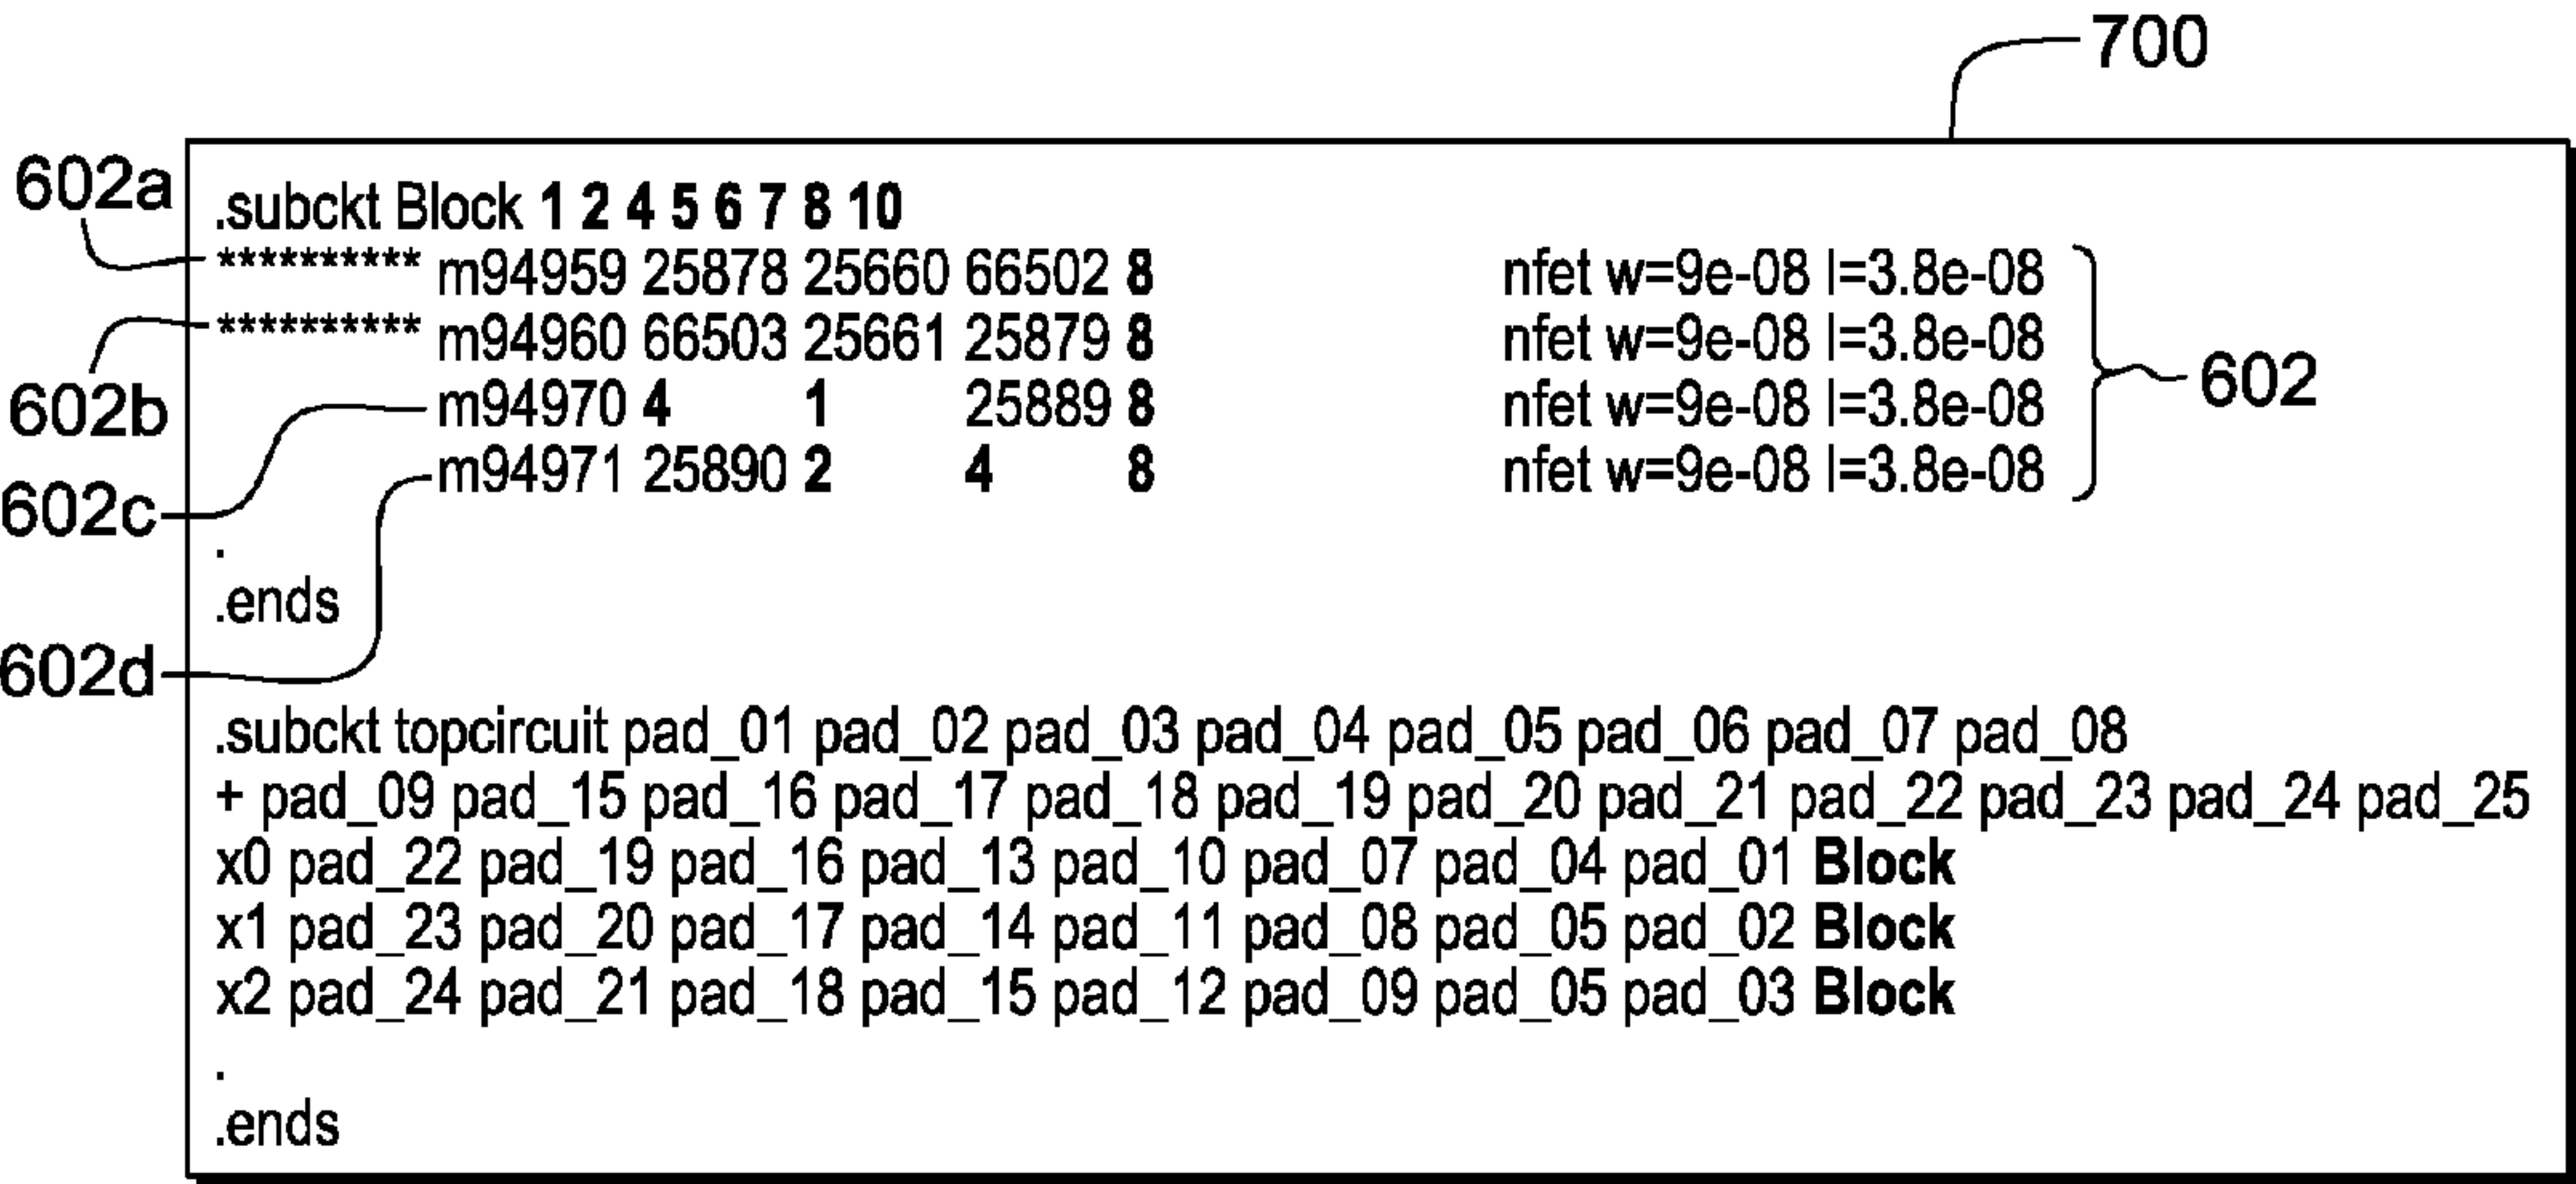 700
602a
.subckt Block 1 2 4 5 6 7 8 10
********** m94959 25878 25660 66502 8 nfet w=9e-08 l=3.8e-08
********** m94960 66503 25661 25879 8 nfet w=9e-08 l=3.8e-08
602
602b
m94970 4 1 25889 8 nfet w=9e-08 l=3.8e-08
m94971 25890 2 4 8 nfet w=9e-08 l=3.8e-08
602c
.
.ends
602d
.subckt topcircuit pad_01 pad_02 pad_03 pad_04 pad_05 pad_06 pad_07 pad_08
+ pad_09 pad_15 pad_16 pad_17 pad_18 pad_19 pad_20 pad_21 pad_22 pad_23 pad_24 pad_25
x0 pad_22 pad_19 pad_16 pad_13 pad_10 pad_07 pad_04 pad_01 Block
x1 pad_23 pad_20 pad_17 pad_14 pad_11 pad_08 pad_05 pad_02 Block
x2 pad_24 pad_21 pad_18 pad_15 pad_12 pad_09 pad_05 pad_03 Block
.
.ends